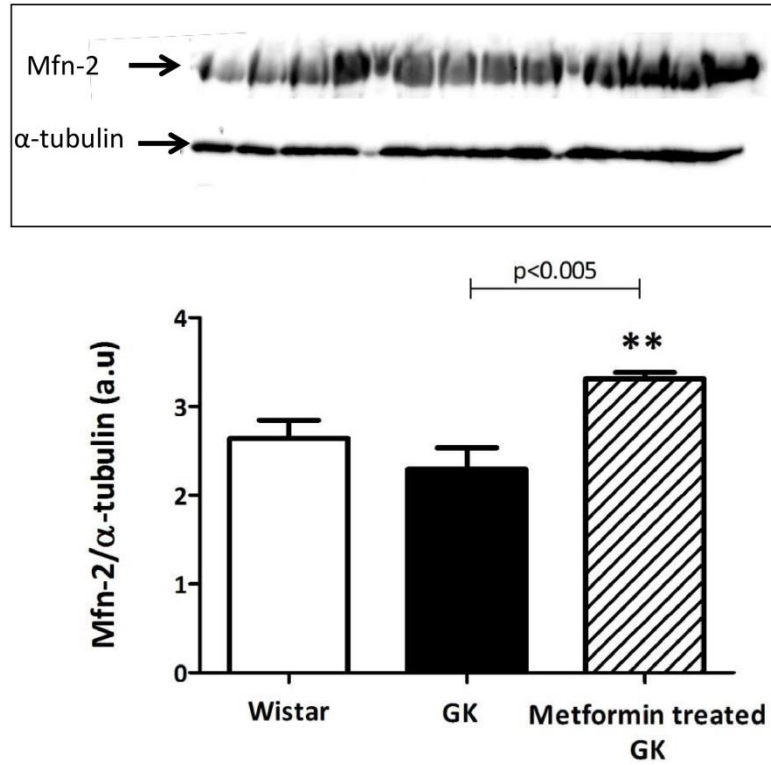 Mfn-2
α-tubulin
p<0.005
**
Mfn-2/α-tubulin (a.u)
4
3
2
1
0
Wistar
GK
Metformin treated
GK